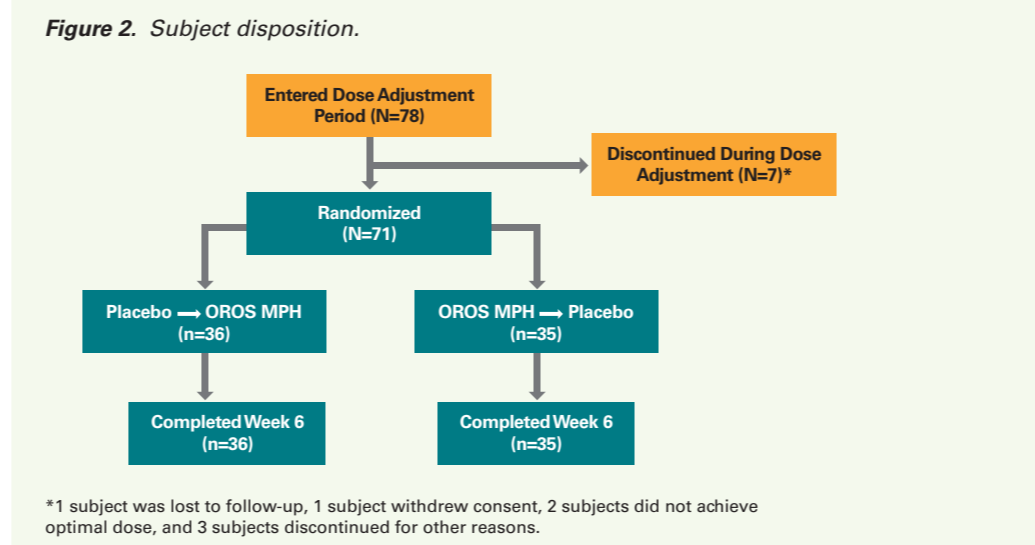 Figure 2. Subject disposition.
Entered Dose Adjustment
Period (N=78)
Discontinued During Dose
Adjustment (N=7)*
Randomized
(N=71)
Placebo → OROS MPH
(n=36)
OROS MPH → Placebo
(n=35)
Completed Week 6
(n=36)
Completed Week 6
(n=35)
*1 subject was lost to follow-up, 1 subject withdrew consent, 2 subjects did not achieve
optimal dose, and 3 subjects discontinued for other reasons.